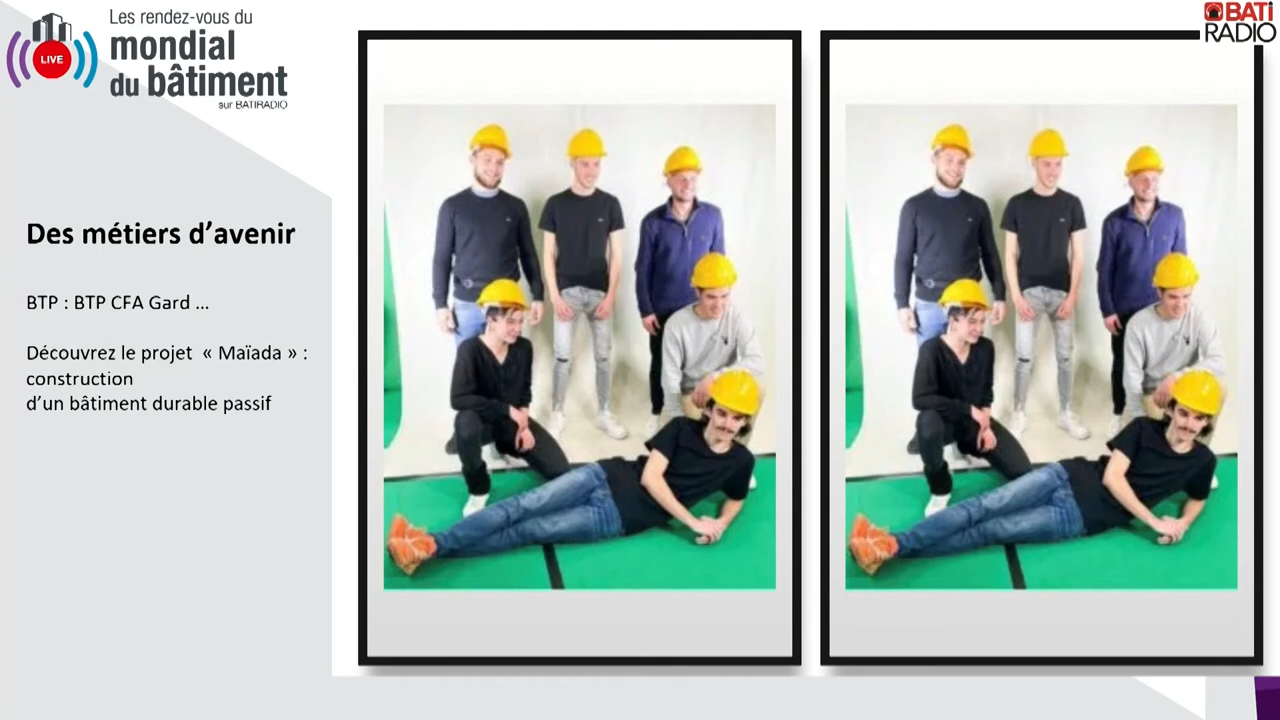 Les rendez-vous du
mondial
du bâtiment
sur BATIRADIO
LIVE
BATI
RADIO
Des métiers d’avenir
BTP : BTP CFA Gard ...
Découvrez le projet « Maïada » :
construction
d’un bâtiment durable passif